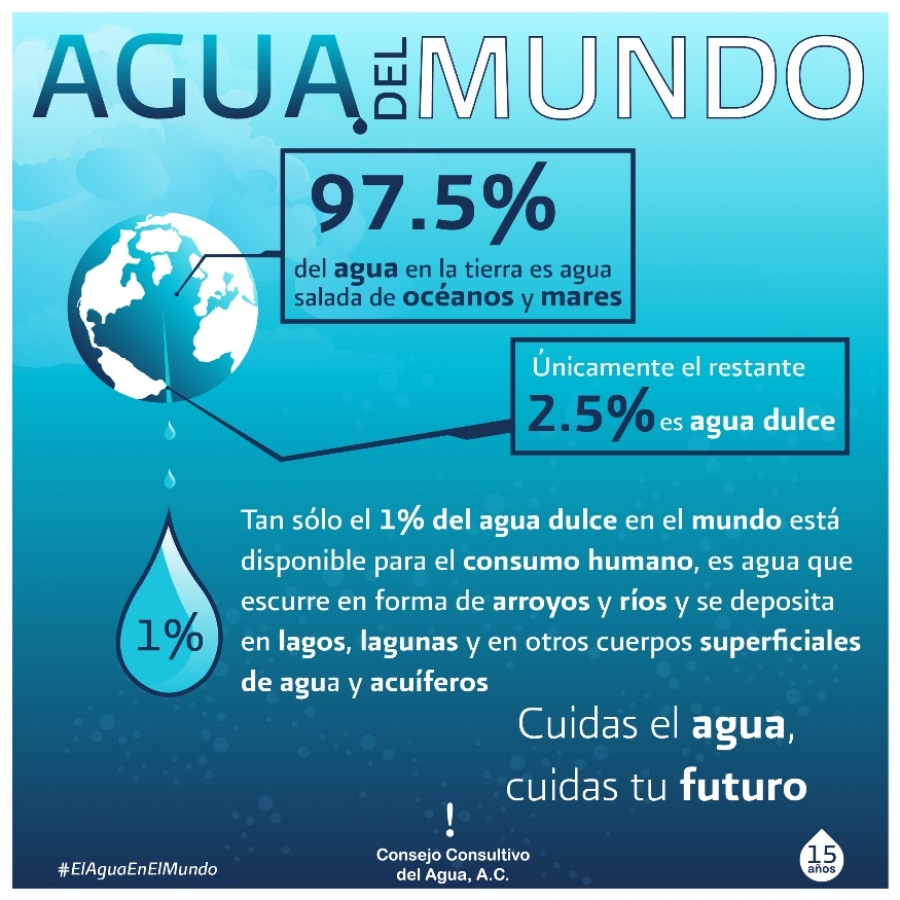 AGUA DEL MUNDO
97.5%
del agua en la tierra es agua
salada de océanos y mares
Únicamente el restante
2.5% es agua dulce
Tan sólo el 1% del agua dulce en el mundo está
disponible para el consumo humano, es agua que
escurre en forma de arroyos y ríos y se deposita
en lagos, lagunas y en otros cuerpos superficiales
de agua y acuíferos
1%
Cuidas el agua,
cuidas tu futuro
!
Consejo Consultivo
del Agua, A.C.
#ElAguaEnElMundo
15
años